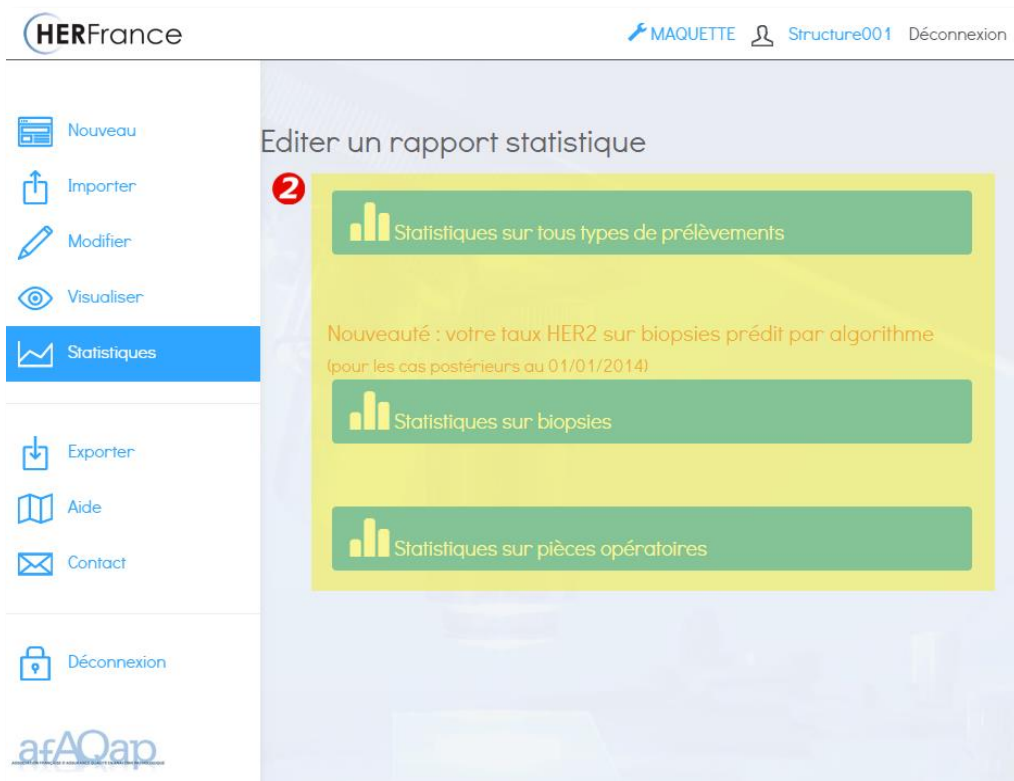 HERFrance
MAQUETTE Structure001 Déconnexion
Nouveau
Importer
Modifier
Visualiser
Statistiques
Exporter
Aide
Contact
Déconnexion
afAQap
Editer un rapport statistique
2
Statistiques sur tous types de prélèvements
Nouveauté : votre taux HER2 sur biopsies prédit par algorithme
(pour les cas postérieurs au 01/01/2014)
Statistiques sur biopsies
Statistiques sur pièces opératoires